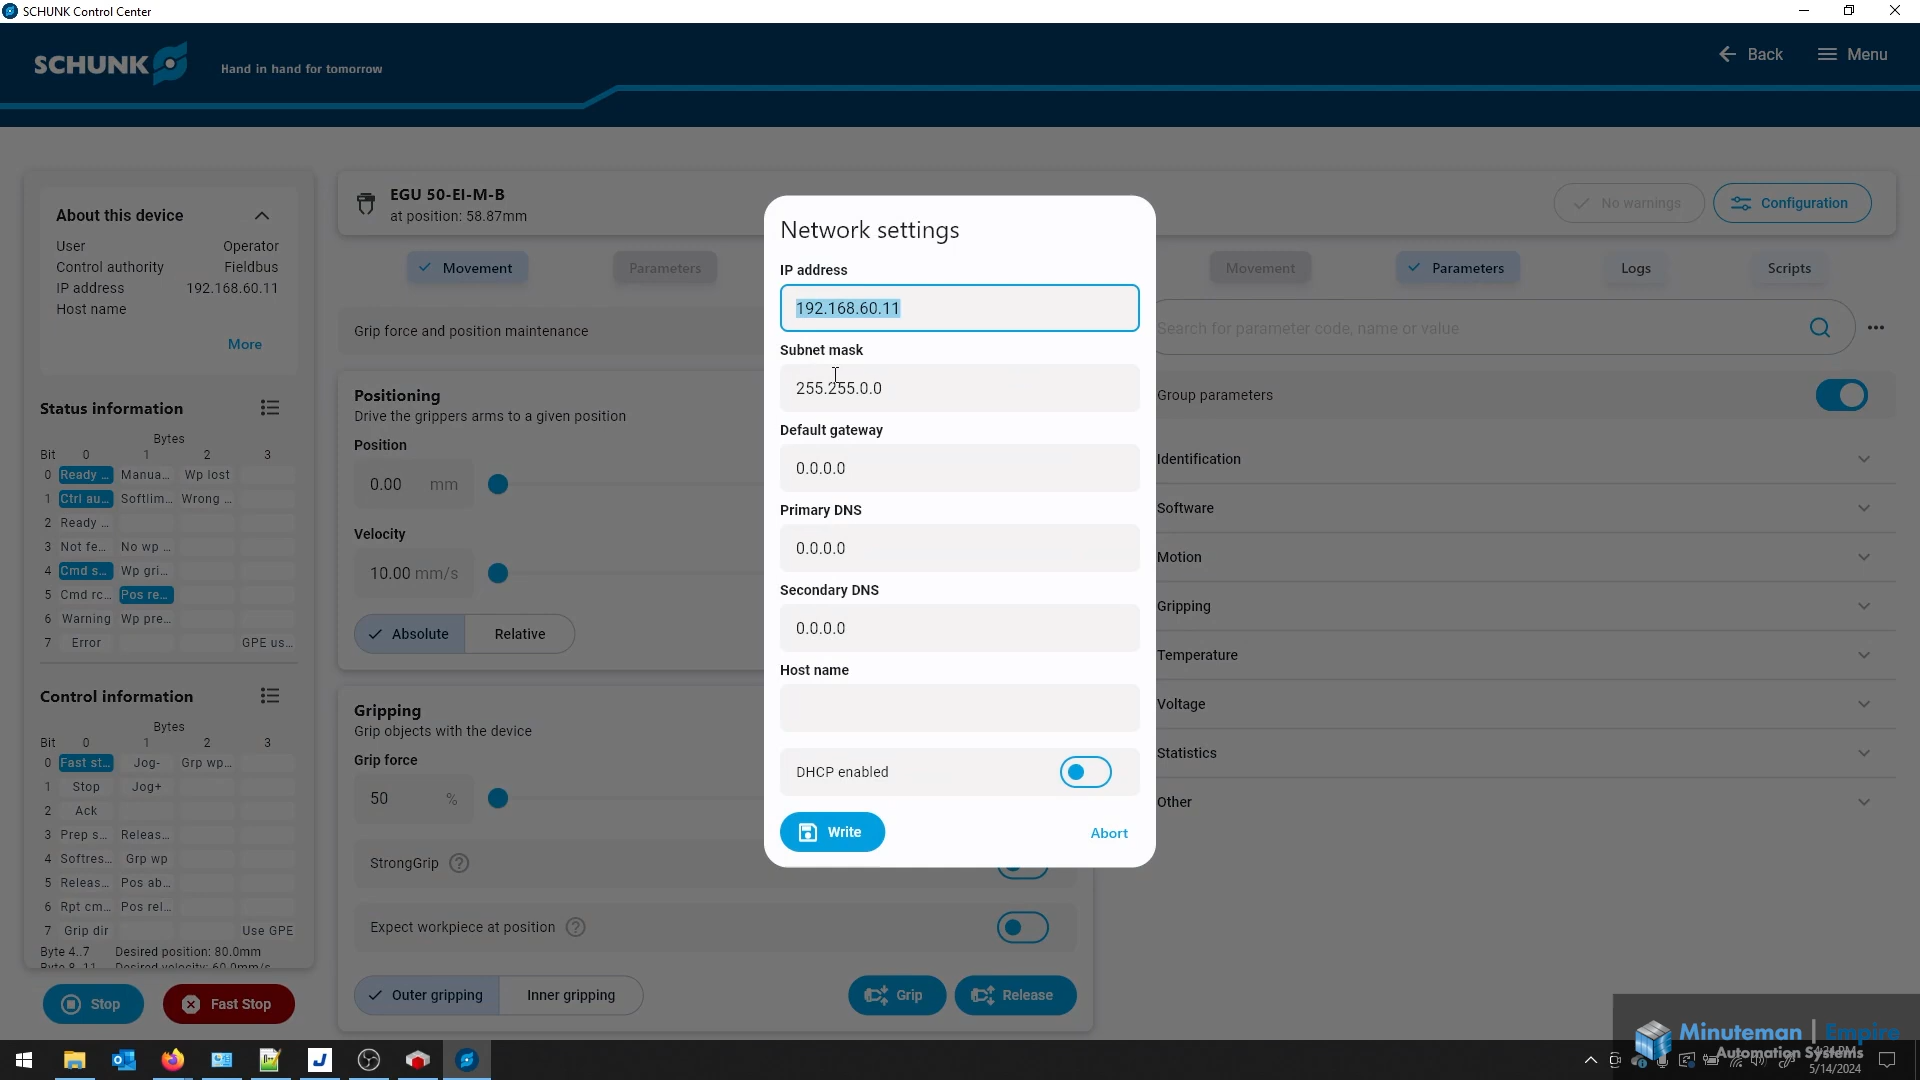 SCHUNK Control Center
SCHUNK
Hand in hand for tomorrow
Back
Menu
About this device
User Operator
Control authority Fieldbus
IP address 192.168.60.11
Host name
More
Status information
Bytes
Bit 0 1 2 3
0 Ready ... Manua... Wp lost
1 Ctrl au... Softlim... Wrong ...
2 Ready ...
3 Not fe... No wp ...
4 Cmd s... Wp gri...
5 Cmd rc... Pos re...
6 Warning Wp pre...
7 Error GPE us...
Control information
Bytes
Bit 0 1 2 3
0 Fast st... Jog- Grp wp...
1 Stop Jog+
2 Ack
3 Prep s... Releas...
4 Softres... Grp wp
5 Releas... Pos ab...
6 Rpt cm... Pos rel...
7 Grip dir Use GPE
Byte 4..7 Desired position: 80.0mm
Byte 8..11 Desired velocity: 60.0mm/s
Stop
Fast Stop
EGU 50-EI-M-B
at position: 58.87mm
No warnings
Configuration
Movement
Parameters
Grip force and position maintenance
Positioning
Drive the grippers arms to a given position
Position
0.00 mm
Velocity
10.00 mm/s
Absolute
Relative
Gripping
Grip objects with the device
Grip force
50 %
StrongGrip ?
Expect workpiece at position ?
Outer gripping
Inner gripping
Grip
Release
Network settings
IP address
192.168.60.11
Subnet mask
255.255.0.0
Default gateway
0.0.0.0
Primary DNS
0.0.0.0
Secondary DNS
0.0.0.0
Host name
DHCP enabled
Write
Abort
Movement
Parameters
Logs
Scripts
Search for parameter code, name or value
Group parameters
Identification
Software
Motion
Gripping
Temperature
Voltage
Statistics
Other
Minuteman | Empire
Automation Systems
5/14/2024